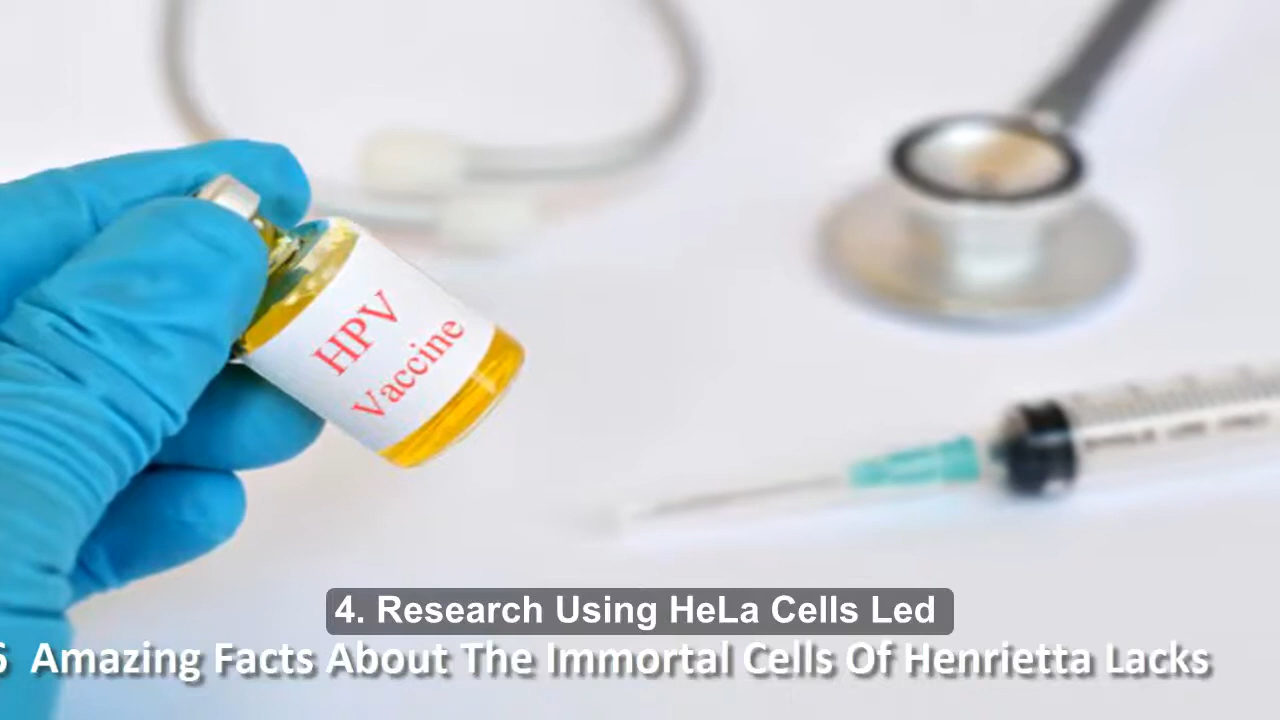 HPV
Vaccine
4. Research Using HeLa Cells Led
Amazing Facts About The Immortal Cells Of Henrietta Lacks